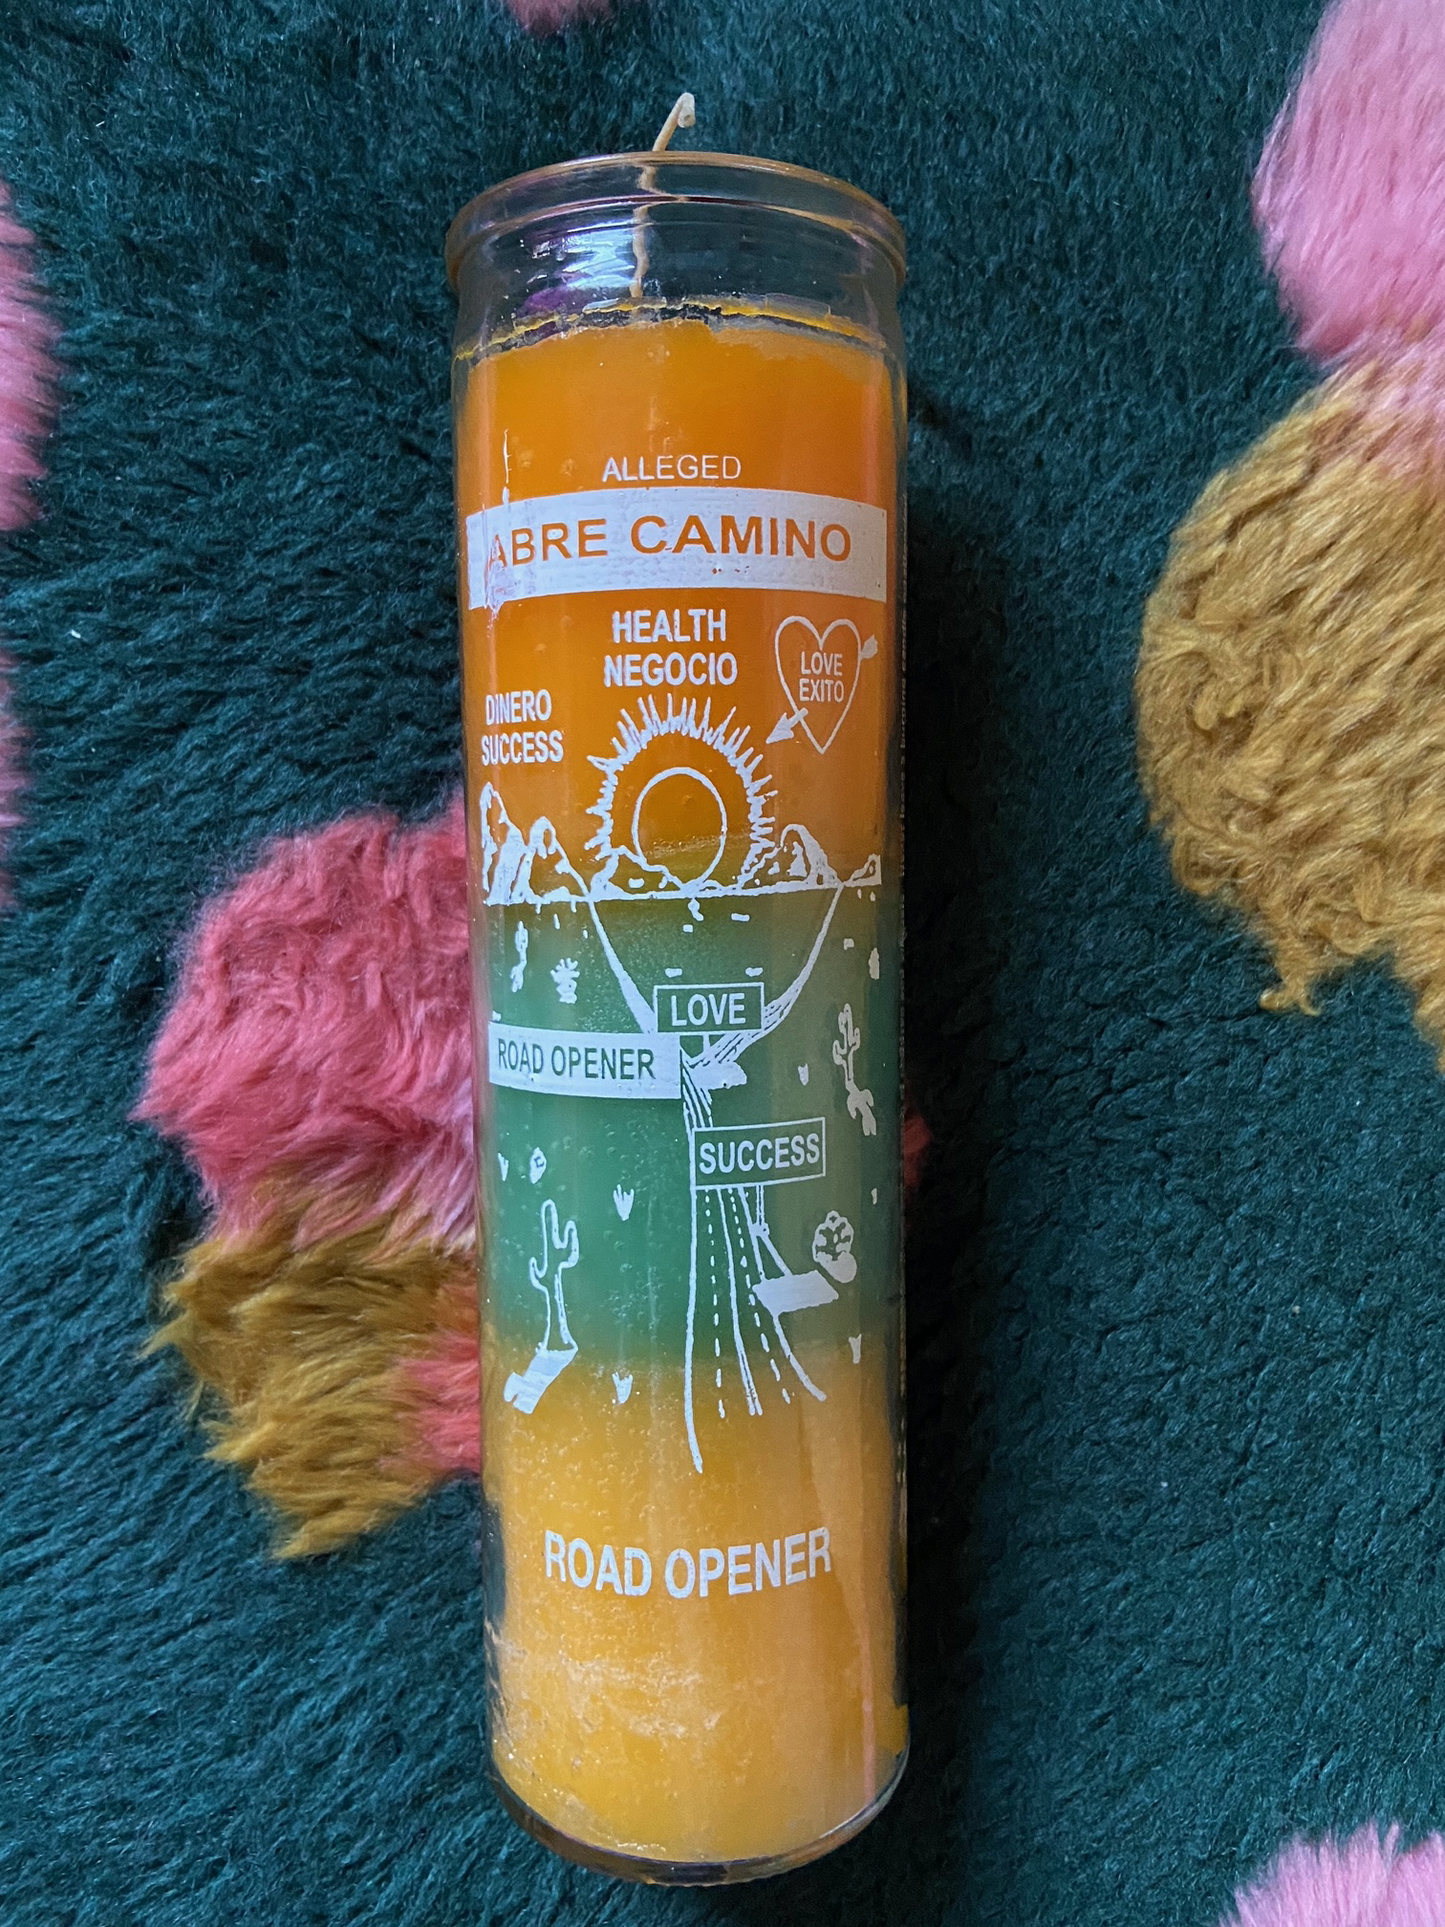 ALLEGED
ABRE CAMINO
HEALTH
NEGOCIO
LOVE
EXITO
DINERO
SUCCESS
LOVE
ROAD OPENER
SUCCESS
ROAD OPENER